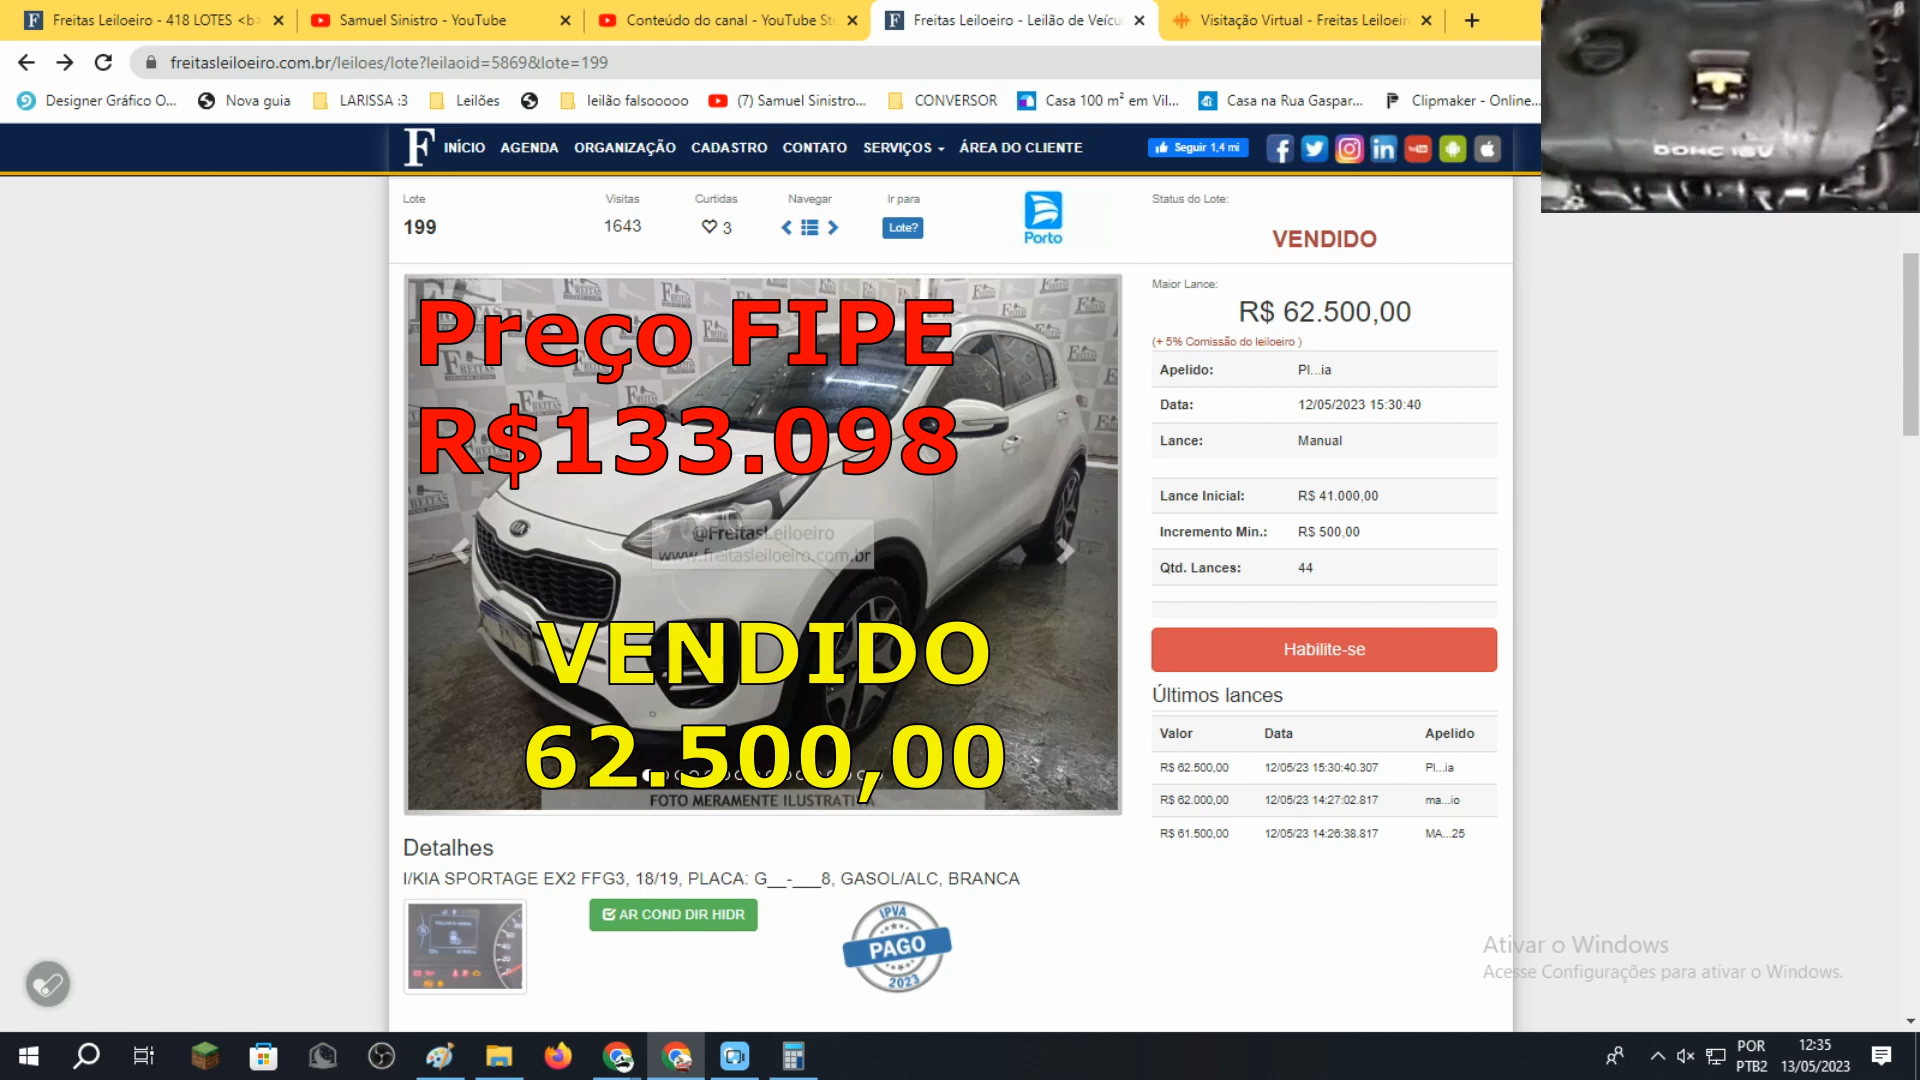 Freitas Leiloeiro - 418 LOTES <b>
Samuel Sinistro - YouTube
Conteúdo do canal - YouTube St
Freitas Leiloeiro - Leilão de Veícu
Visitação Virtual - Freitas Leiloeir
freitasleiloeiro.com.br/leiloes/lote?leilaoid=5869&lote=199
Designer Gráfico O...
Nova guia
LARISSA :3
Leilões
leilão falsooooo
(7) Samuel Sinistro...
CONVERSOR
Casa 100 m² em Vil...
Casa na Rua Gaspar...
Clipmaker - Online...
DOHC 16V
F INÍCIO AGENDA ORGANIZAÇÃO CADASTRO CONTATO SERVIÇOS ÁREA DO CLIENTE
Seguir 1,4 mi
Lote
199
Visitas
1643
Curtidas
3
Navegar
Ir para
Lote?
Porto
Status do Lote:
VENDIDO
Preço FIPE
R$133.098
@FreitasLeiloeiro
www.freitasleiloeiro.com.br
VENDIDO
62.500,00
FOTO MERAMENTE ILUSTRATIVA
Maior Lance:
R$ 62.500,00
(+ 5% Comissão do leiloeiro )
Apelido: Pl...ia
Data: 12/05/2023 15:30:40
Lance: Manual
Lance Inicial: R$ 41.000,00
Incremento Min.: R$ 500,00
Qtd. Lances: 44
Habilite-se
Últimos lances
Valor Data Apelido
R$ 62.500,00 12/05/23 15:30:40.307 Pl...ia
R$ 62.000,00 12/05/23 14:27:02.817 ma...io
R$ 61.500,00 12/05/23 14:26:38.817 MA...25
Detalhes
I/KIA SPORTAGE EX2 FFG3, 18/19, PLACA: G__-___8, GASOL/ALC, BRANCA
AR COND DIR HIDR
IPVA
PAGO
2023
Ativar o Windows
Acesse Configurações para ativar o Windows.
POR
PTB2
12:35
13/05/2023